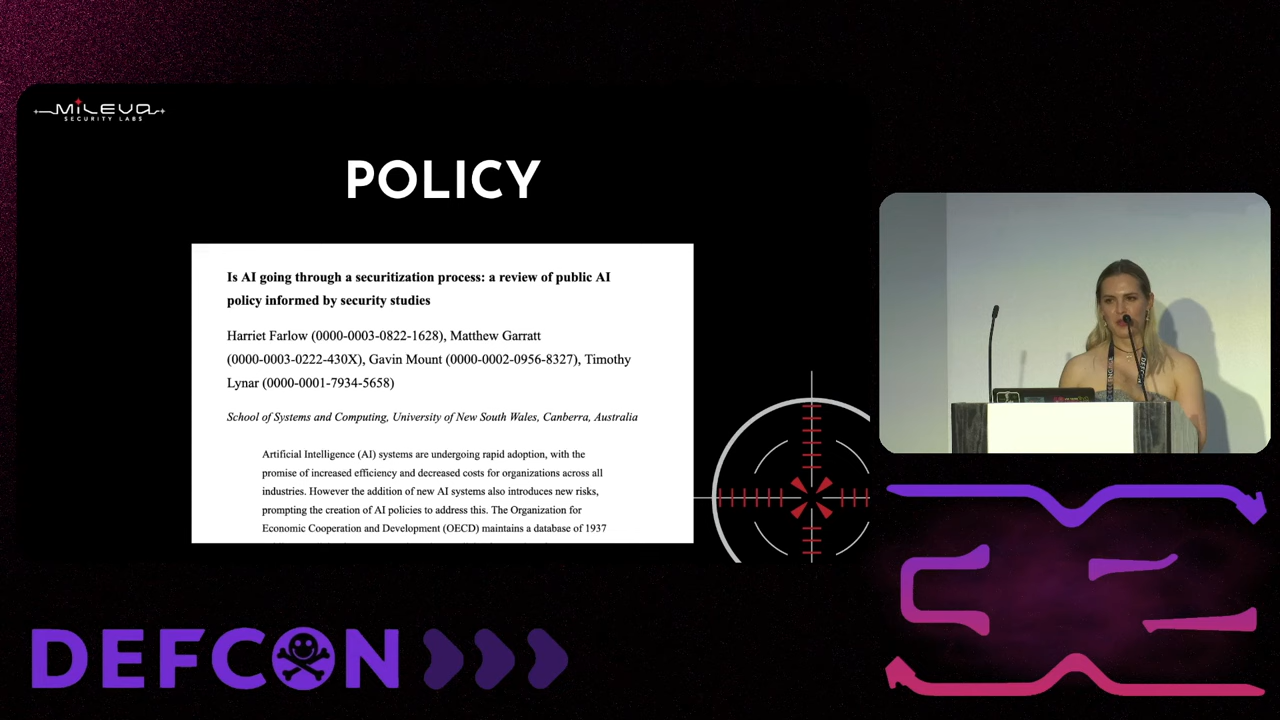 MILEVA
SECURITY LABS
POLICY
Is AI going through a securitization process: a review of public AI
policy informed by security studies
Harriet Farlow (0000-0003-0822-1628), Matthew Garratt
(0000-0003-0222-430X), Gavin Mount (0000-0002-0956-8327), Timothy
Lynar (0000-0001-7934-5658)
School of Systems and Computing, University of New South Wales, Canberra, Australia
Artificial Intelligence (AI) systems are undergoing rapid adoption, with the
promise of increased efficiency and decreased costs for organizations across all
industries. However the addition of new AI systems also introduces new risks,
prompting the creation of AI policies to address this. The Organization for
Economic Cooperation and Development (OECD) maintains a database of 1937
DEFCON